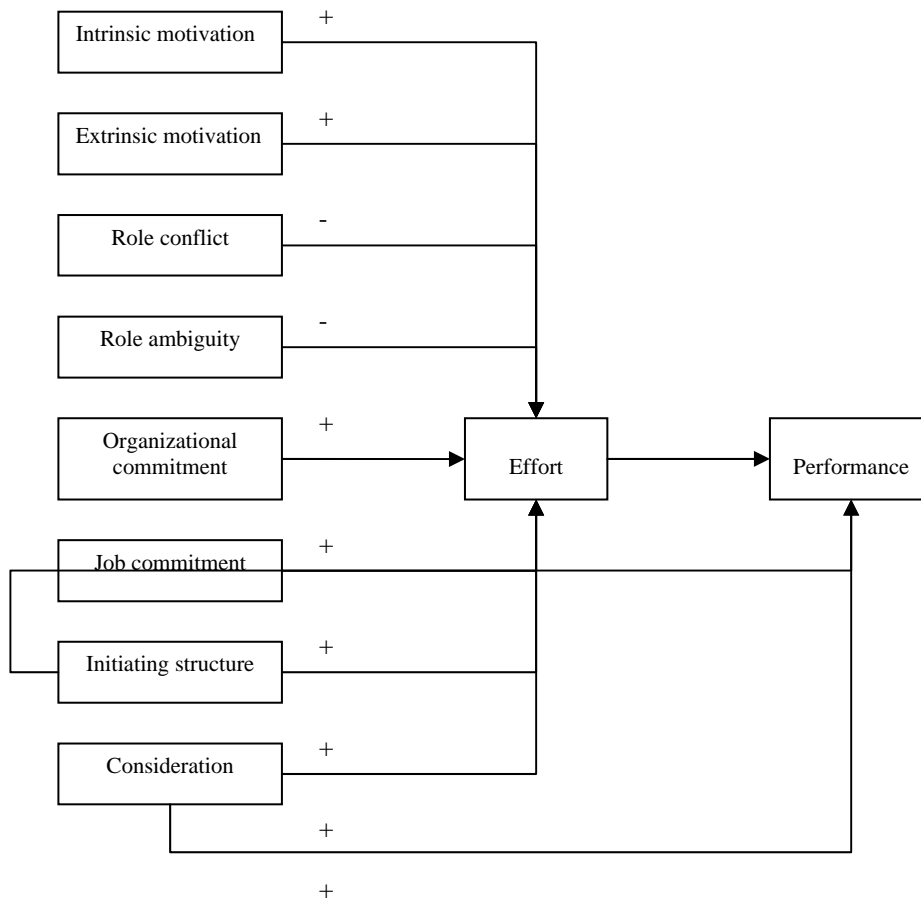 +
Intrinsic motivation
+
Extrinsic motivation
-
Role conflict
-
Role ambiguity
+
Organizational
commitment
Effort
Performance
+
Job commitment
+
Initiating structure
+
Consideration
+
+